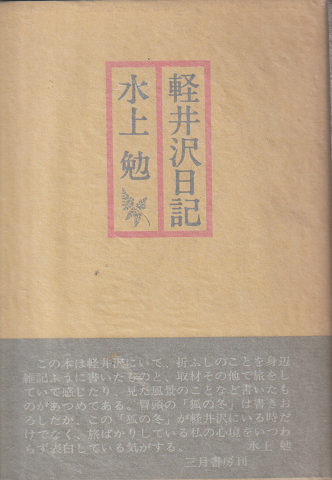 軽井沢日記
水上 勉
この本は軽井沢にいて、折ふしのことを身辺
雑記ように書いたものと、取材その他で旅をし
ていて感じたり、見た風景のことなど書いたも
のがあつめてある。冒頭の「狐の冬」は書きお
ろしだが、この「狐の冬」が軽井沢にいる時だ
けでなく、旅ばかりしている私の心境をいつわ
らず表白している気がする。 水上 勉
三月書房刊